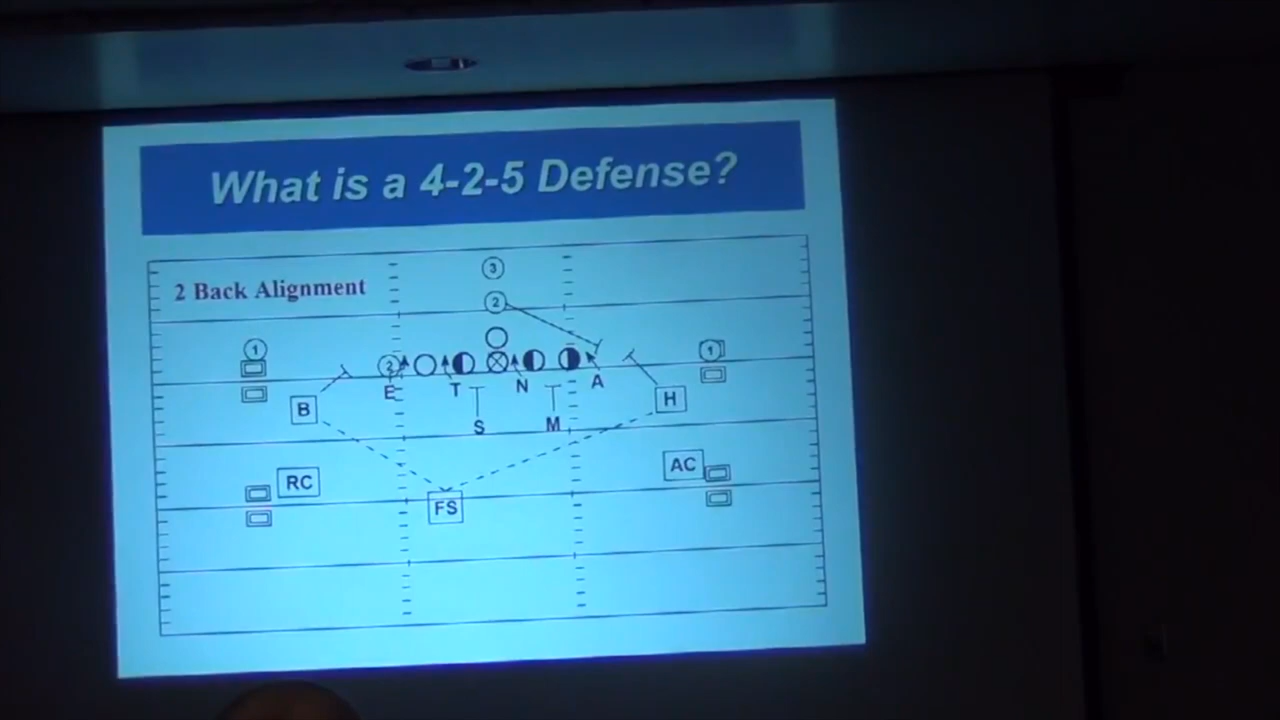 What is a 4-2-5 Defense?
2 Back Alignment
3
2
1
2
1
E
T
N
A
B
S
M
H
RC
AC
FS